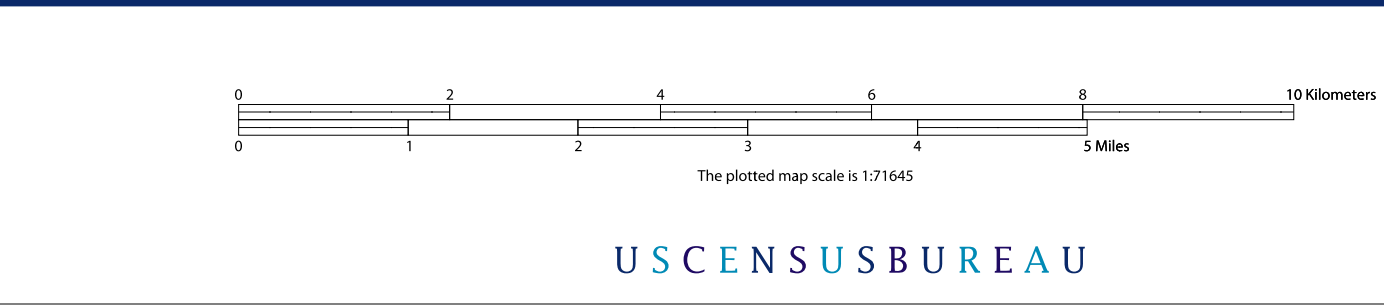 0 2 4 6 8 10 Kilometers
0 1 2 3 4 5 Miles
The plotted map scale is 1:71645
USCENSUSBUREAU